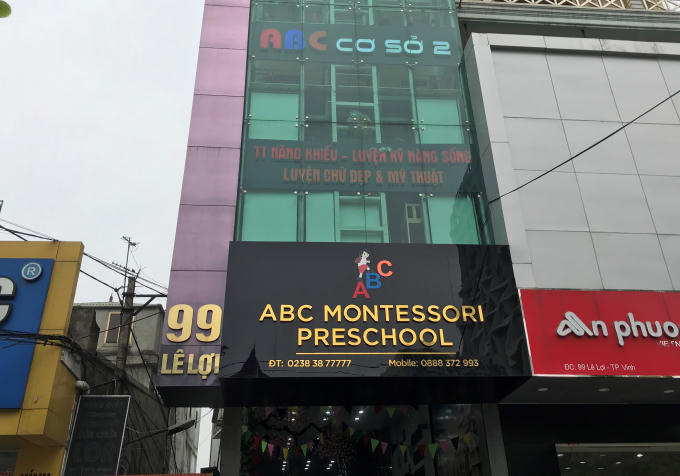 ABC CƠ SỞ 2
TT NĂNG KHIẾU - LUYỆN KỸ NĂNG SỐNG
LUYỆN CHỮ ĐẸP & MỸ THUẬT
ABC
ABC MONTESSORI
PRESCHOOL
ĐT: 0238 38 77777 Mobile: 0888 372 993
99
LÊ LỢI
®
An phuo
VIETN
ĐC: 99 Lê Lợi - TP. Vinh